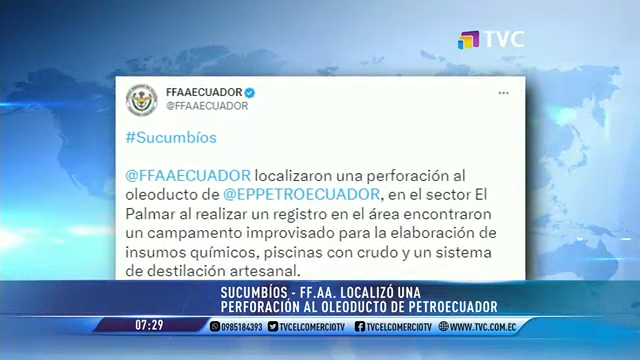 TVC
FFAAECUADOR
@FFAAECUADOR
#Sucumbíos
@FFAAECUADOR localizaron una perforación al
oleoducto de @EPPETROECUADOR, en el sector El
Palmar al realizar un registro en el área encontraron
un campamento improvisado para la elaboración de
insumos químicos, piscinas con crudo y un sistema
de destilación artesanal.
SUCUMBÍOS - FF.AA. LOCALIZÓ UNA
PERFORACIÓN AL OLEODUCTO DE PETROECUADOR
07:29 0985184393 TVCELCOMERCIOTV TVCELCOMERCIOTV WWW.TVC.COM.EC